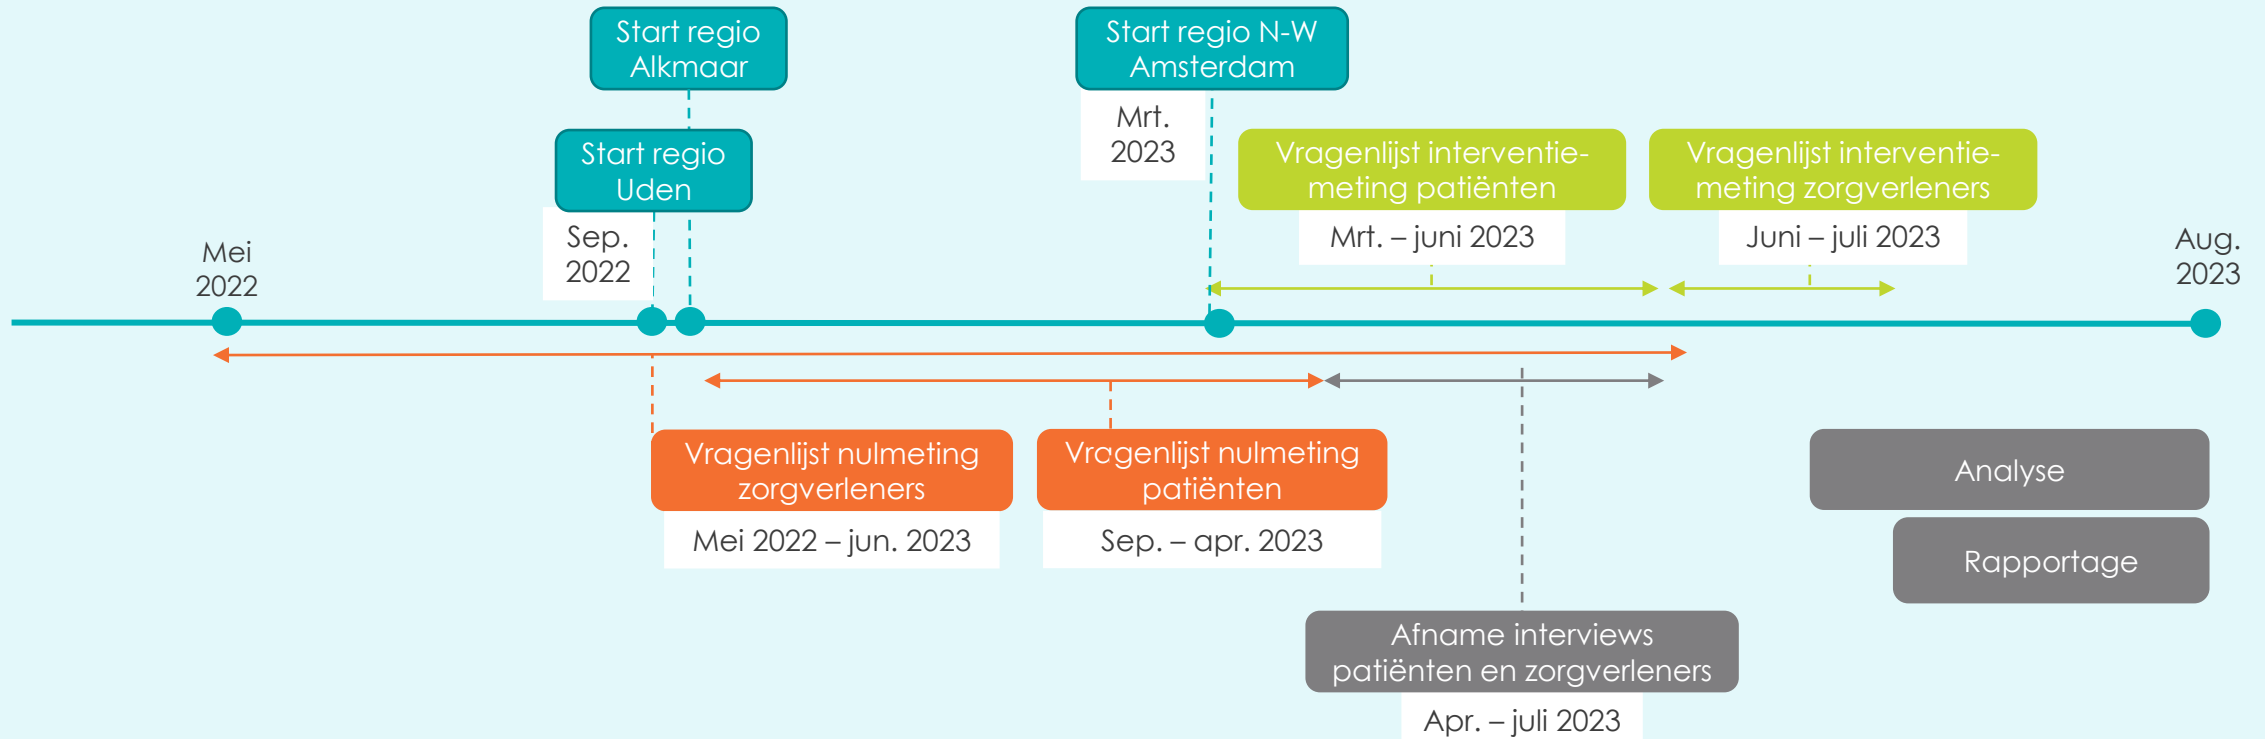 Start regio
Alkmaar
Start regio N-W
Amsterdam
Mrt.
2023
Start regio
Uden
Sep.
2022
Vragenlijst interventie-
meting patiënten
Mrt. – juni 2023
Vragenlijst interventie-
meting zorgverleners
Juni – juli 2023
Mei
2022
Aug.
2023
Vragenlijst nulmeting
zorgverleners
Mei 2022 – jun. 2023
Vragenlijst nulmeting
patiënten
Sep. – apr. 2023
Analyse
Rapportage
Afname interviews
patiënten en zorgverleners
Apr. – juli 2023